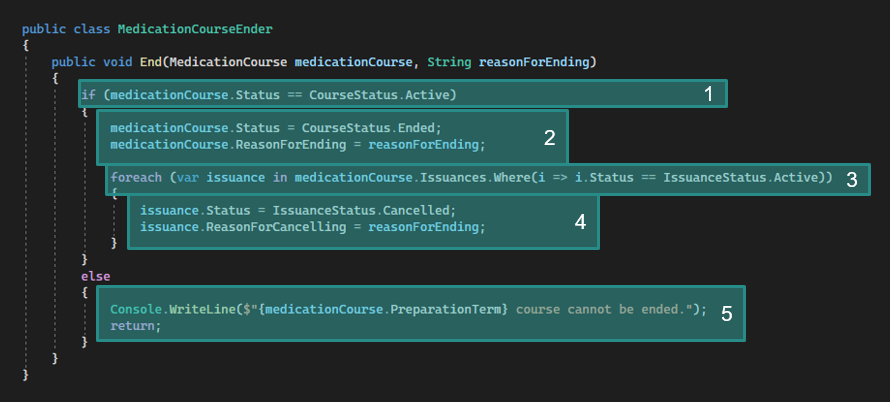 public class MedicationCourseEnder
{
public void End(MedicationCourse medicationCourse, String reasonForEnding)
{
if (medicationCourse.Status == CourseStatus.Active) 1
{
medicationCourse.Status = CourseStatus.Ended; 2
medicationCourse.ReasonForEnding = reasonForEnding;
foreach (var issuance in medicationCourse.Issuances.Where(i => i.Status == IssuanceStatus.Active)) 3
{
issuance.Status = IssuanceStatus.Cancelled; 4
issuance.ReasonForCancelling = reasonForEnding;
}
}
else
{
Console.WriteLine($"{medicationCourse.PreparationTerm} course cannot be ended."); 5
return;
}
}
}